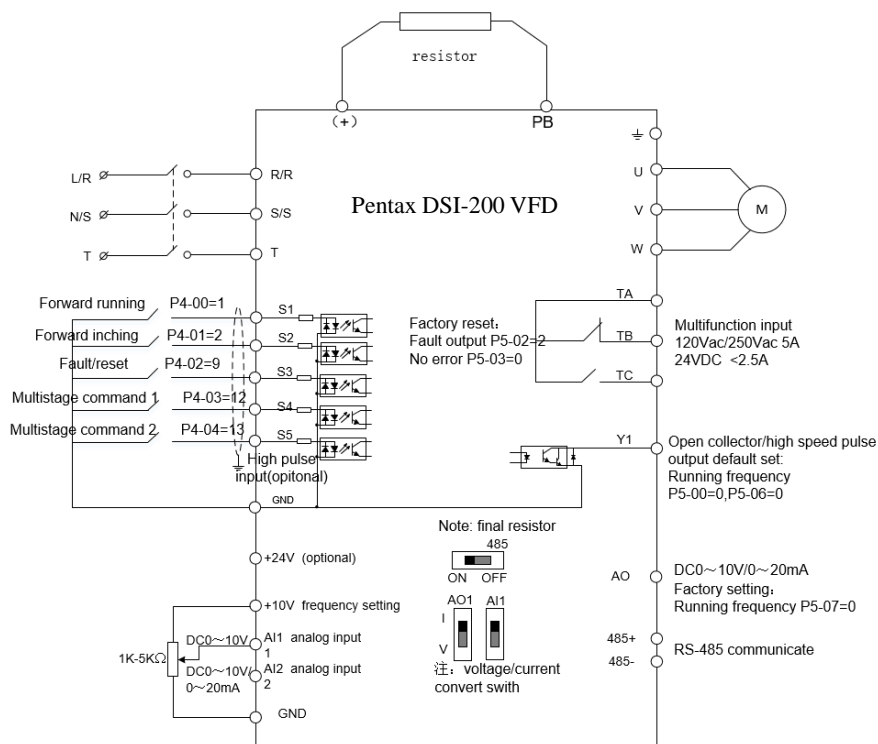 resistor
(+)
PB
L/R
R/R
N/S
S/S
T
T
Pentax DSI-200 VFD
U
V
W
M
Forward running P4-00=1
S1
Forward inching P4-01=2
S2
Fault/reset P4-02=9
S3
Multistage command 1 P4-03=12
S4
Multistage command 2 P4-04=13
S5
High pulse
input(opitonal)
GND
Factory reset：
Fault output P5-02=2
No error P5-03=0
TA
TB
TC
Multifunction input
120Vac/250Vac 5A
24VDC <2.5A
Y1
Open collector/high speed pulse
output default set:
Running frequency
P5-00=0,P5-06=0
Note: final resistor
485
ON OFF
AO1 AI1
I
V
注：voltage/current
convert swith
+24V (optional)
+10V frequency setting
DC0～10V
AI1 analog input
1
1K-5KΩ
DC0～10V/
0～20mA
AI2 analog input
2
GND
AO
DC0～10V/0～20mA
Factory setting：
Running frequency P5-07=0
485+
485-
RS-485 communicate